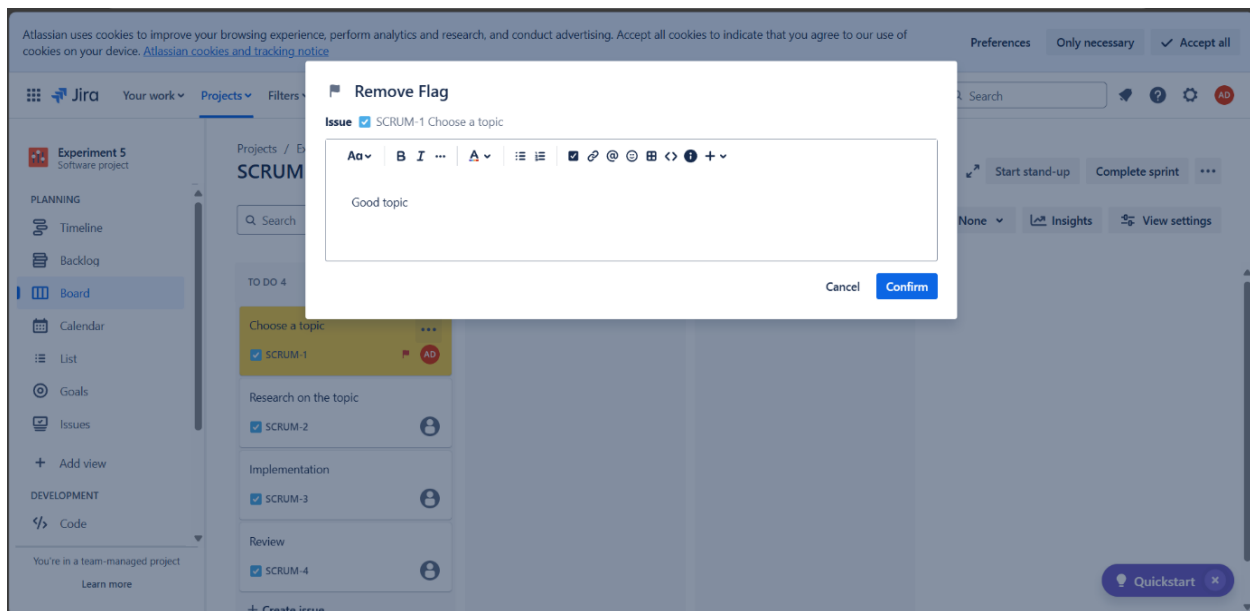 Atlassian uses cookies to improve your browsing experience, perform analytics and research, and conduct advertising. Accept all cookies to indicate that you agree to our use of
cookies on your device. Atlassian cookies and tracking notice
Preferences
Only necessary
Accept all
Jira
Your work
Projects
Filters
Search
AD
Experiment 5
Software project
PLANNING
Timeline
Backlog
Board
Calendar
List
Goals
Issues
Add view
DEVELOPMENT
Code
You're in a team-managed project
Learn more
Projects /
SCRUM
Search
Start stand-up
Complete sprint
None
Insights
View settings
Remove Flag
Issue SCRUM-1 Choose a topic
Aa B I ... A
Good topic
Cancel
Confirm
TO DO 4
Choose a topic
SCRUM-1
AD
Research on the topic
SCRUM-2
Implementation
SCRUM-3
Review
SCRUM-4
+ Create issue
Quickstart